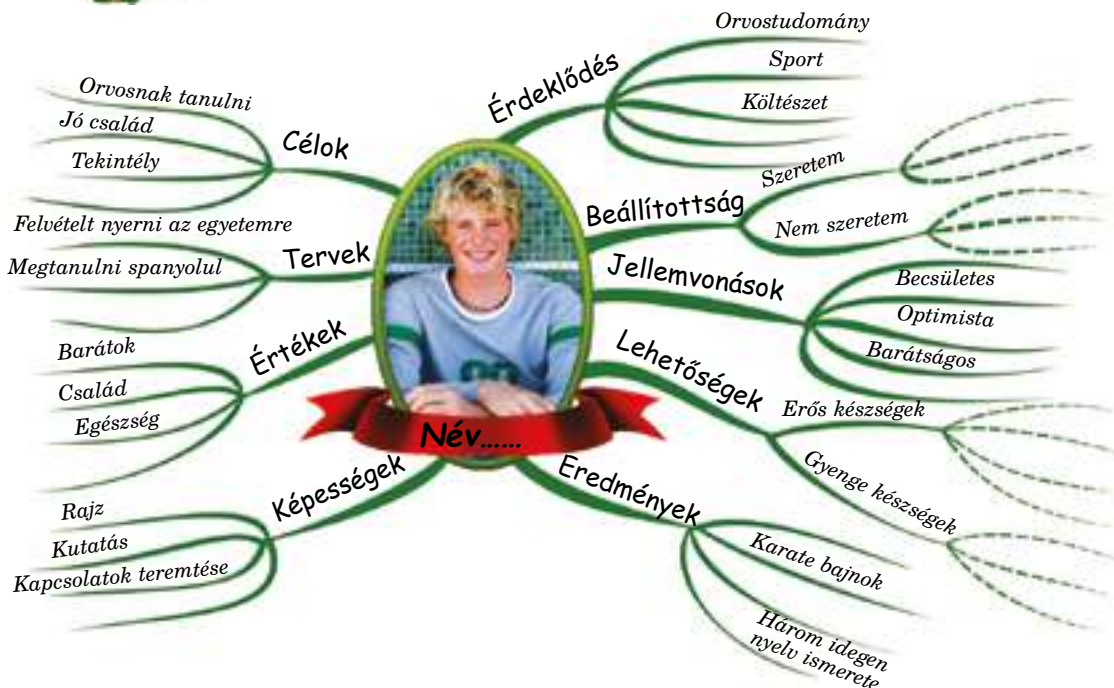 Érdeklődés
Orvostudomány
Sport
Költészet
Beállítottság
Szeretem
Nem szeretem
Jellemvonások
Becsületes
Optimista
Barátságos
Lehetőségek
Erős készségek
Gyenge készségek
Eredmények
Karate bajnok
Három idegen
nyelv ismerete
Célok
Orvosnak tanulni
Jó család
Tekintély
Tervek
Felvételt nyerni az egyetemre
Megtanulni spanyolul
Értékek
Barátok
Család
Egészség
Képességek
Rajz
Kutatás
Kapcsolatok teremtése
Név......